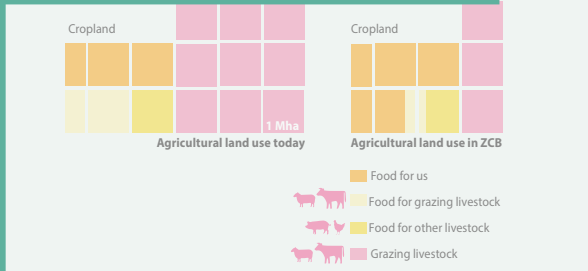 Cropland
Cropland
1 Mha
Agricultural land use today
Agricultural land use in ZCB
Food for us
Food for grazing livestock
Food for other livestock
Grazing livestock